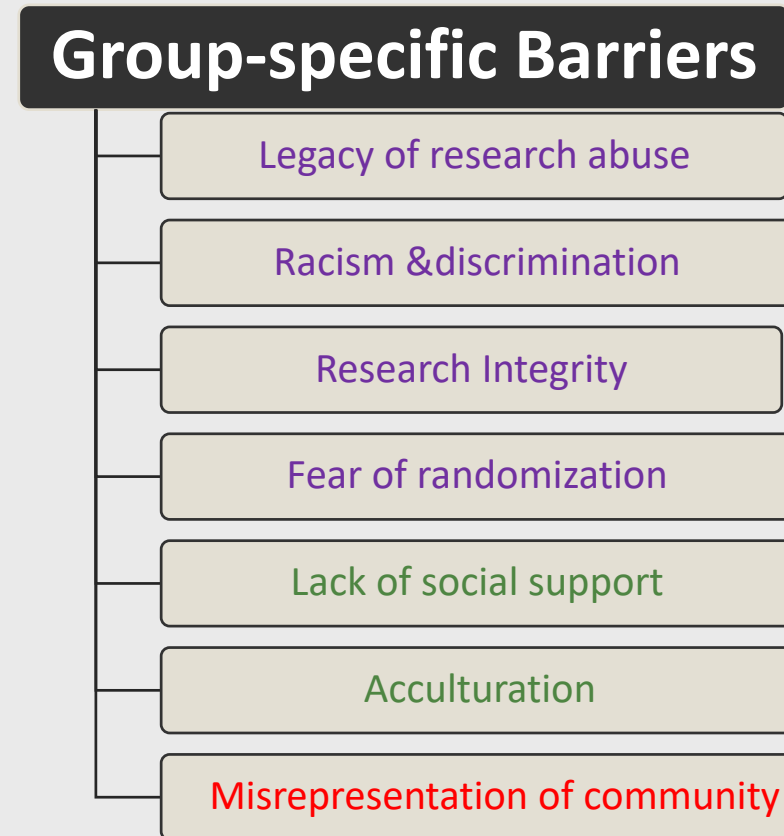 Group-specific Barriers
Legacy of research abuse
Racism &discrimination
Research Integrity
Fear of randomization
Lack of social support
Acculturation
Misrepresentation of community